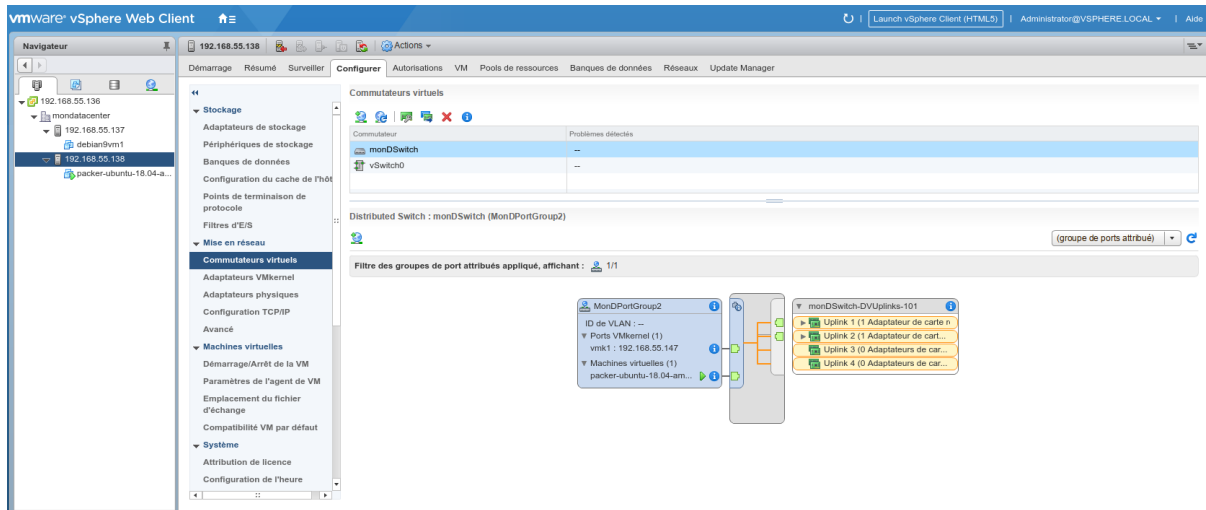 vmware® vSphere Web Client
Launch vSphere Client (HTML5)
Administrator@VSPHERE.LOCAL
Aide
Navigateur
192.168.55.136
mondatacenter
192.168.55.137
debian9vm1
192.168.55.138
packer-ubuntu-18.04-a...
192.168.55.138
Actions
Démarrage Résumé Surveiller Configurer Autorisations VM Pools de ressources Banques de données Réseaux Update Manager
Stockage
Adaptateurs de stockage
Périphériques de stockage
Banques de données
Configuration du cache de l'hôt
Points de terminaison de
protocole
Filtres d'E/S
Mise en réseau
Commutateurs virtuels
Adaptateurs VMkernel
Adaptateurs physiques
Configuration TCP/IP
Avancé
Machines virtuelles
Démarrage/Arrêt de la VM
Paramètres de l'agent de VM
Emplacement du fichier
d'échange
Compatibilité VM par défaut
Système
Attribution de licence
Configuration de l'heure
Commutateurs virtuels
Commutateur Problèmes détectés
monDSwitch --
vSwitch0 --
Distributed Switch : monDSwitch (MonDPortGroup2)
(groupe de ports attribué)
Filtre des groupes de port attribués appliqué, affichant : 1/1
MonDPortGroup2
ID de VLAN : --
Ports VMkernel (1)
vmk1 : 192.168.55.147
Machines virtuelles (1)
packer-ubuntu-18.04-am...
monDSwitch-DVUplinks-101
Uplink 1 (1 Adaptateur de carte r
Uplink 2 (1 Adaptateur de cart...
Uplink 3 (0 Adaptateurs de car...
Uplink 4 (0 Adaptateurs de car...